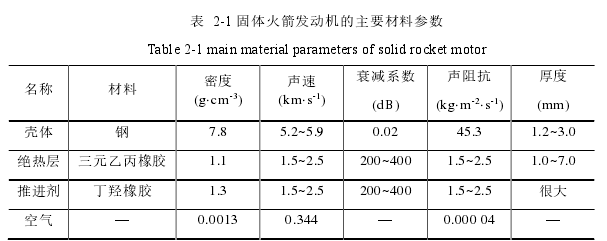 表 2-1 固体火箭发动机的主要材料参数
Table 2-1 main material parameters of solid rocket motor
名称 材料 密度 (g·cm⁻³) 声速 (km·s⁻¹) 衰减系数 (dB) 声阻抗 (kg·m⁻²·s⁻¹) 厚度 (mm)
壳体 钢 7.8 5.2~5.9 0.02 45.3 1.2~3.0
绝热层 三元乙丙橡胶 1.1 1.5~2.5 200~400 1.5~2.5 1.0~7.0
推进剂 丁羟橡胶 1.3 1.5~2.5 200~400 1.5~2.5 很大
空气 — 0.0013 0.344 — 0.000 04 —